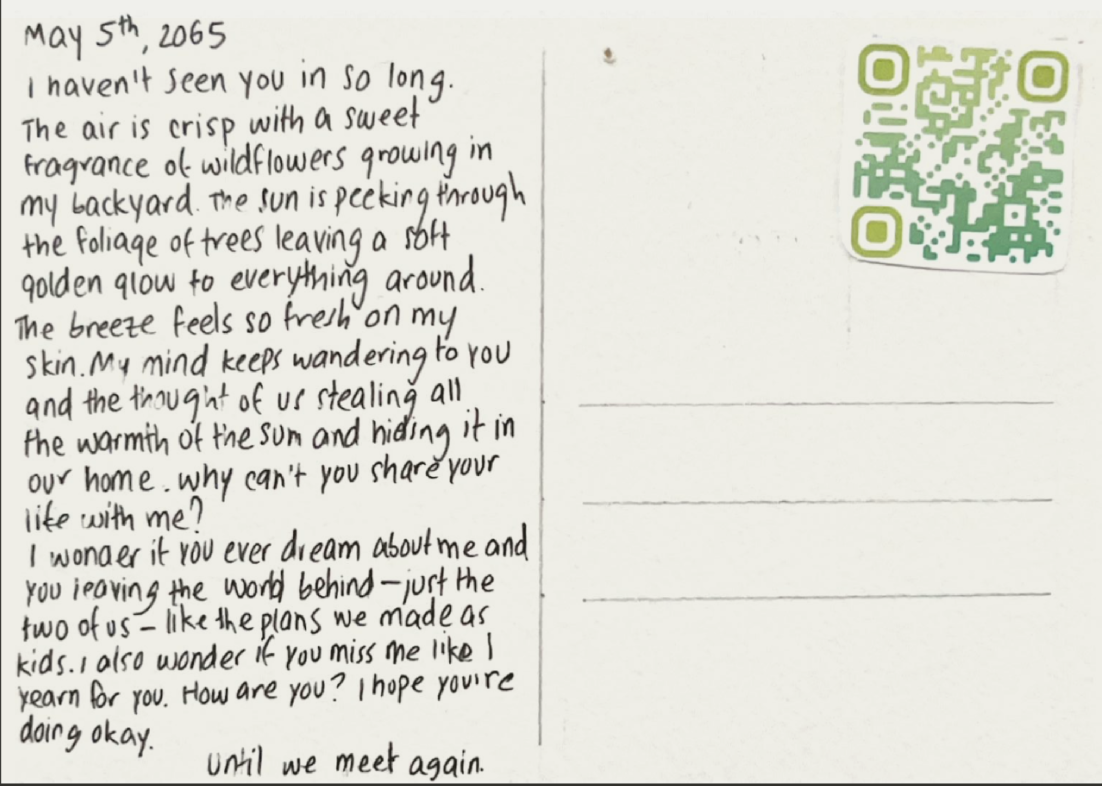 May 5th, 2065
I haven't seen you in so long.
The air is crisp with a sweet
fragrance of wildflowers growing in
my backyard. The sun is peeking through
the foliage of trees leaving a soft
golden glow to everything around.
The breeze feels so fresh on my
skin. My mind keeps wandering to you
and the thought of us stealing all
the warmth of the sun and hiding it in
our home. why can't you share your
life with me?
I wonder if you ever dream about me and
you leaving the world behind – just the
two of us – like the plans we made as
kids. I also wonder if you miss me like I
yearn for you. How are you? I hope you're
doing okay.
until we meet again.